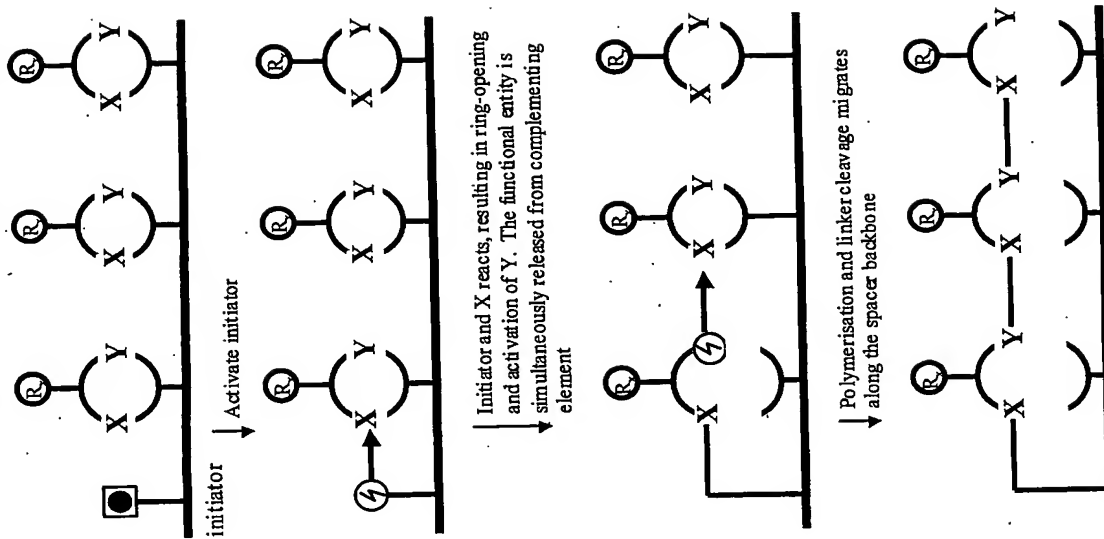 R R R
X Y X Y X Y
initiator
Activate initiator
R R R
X Y X Y X Y
Initiator and X reacts, resulting in ring-opening
and activation of Y. The functional entity is
simultaneously released from complementing
element
R R R
X X Y X Y
Polymerisation and linker cleavage migrates
along the spacer backbone
R R R
X Y X Y X Y